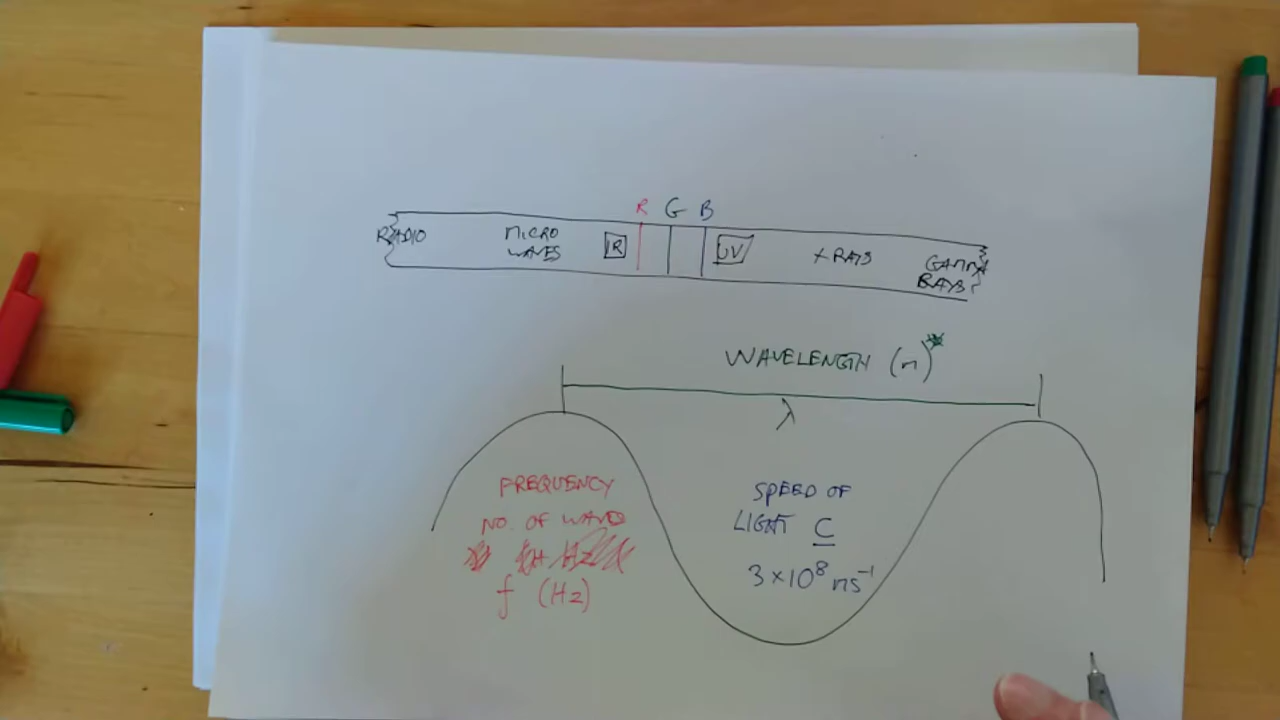 R G B
RADIO MICRO WAVES IR UV X RAYS GAMMA RAYS
WAVELENGTH (m)*
λ
FREQUENCY
NO. OF WAVES
f (Hz)
SPEED OF
LIGHT C
3×10⁸ ms⁻¹